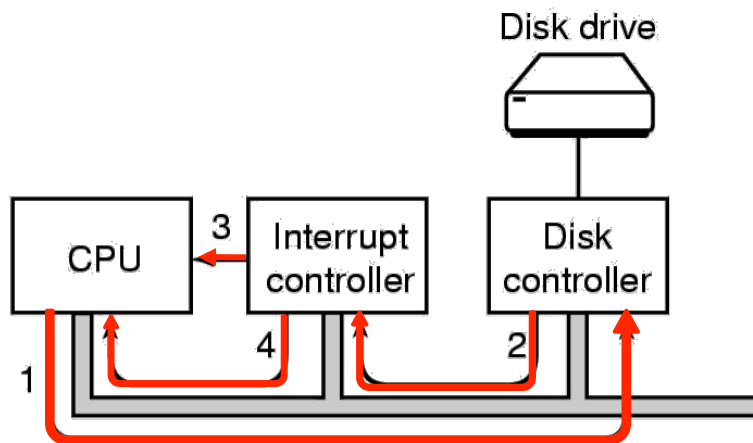 Disk drive
CPU
3
Interrupt
controller
Disk
controller
1
4
2